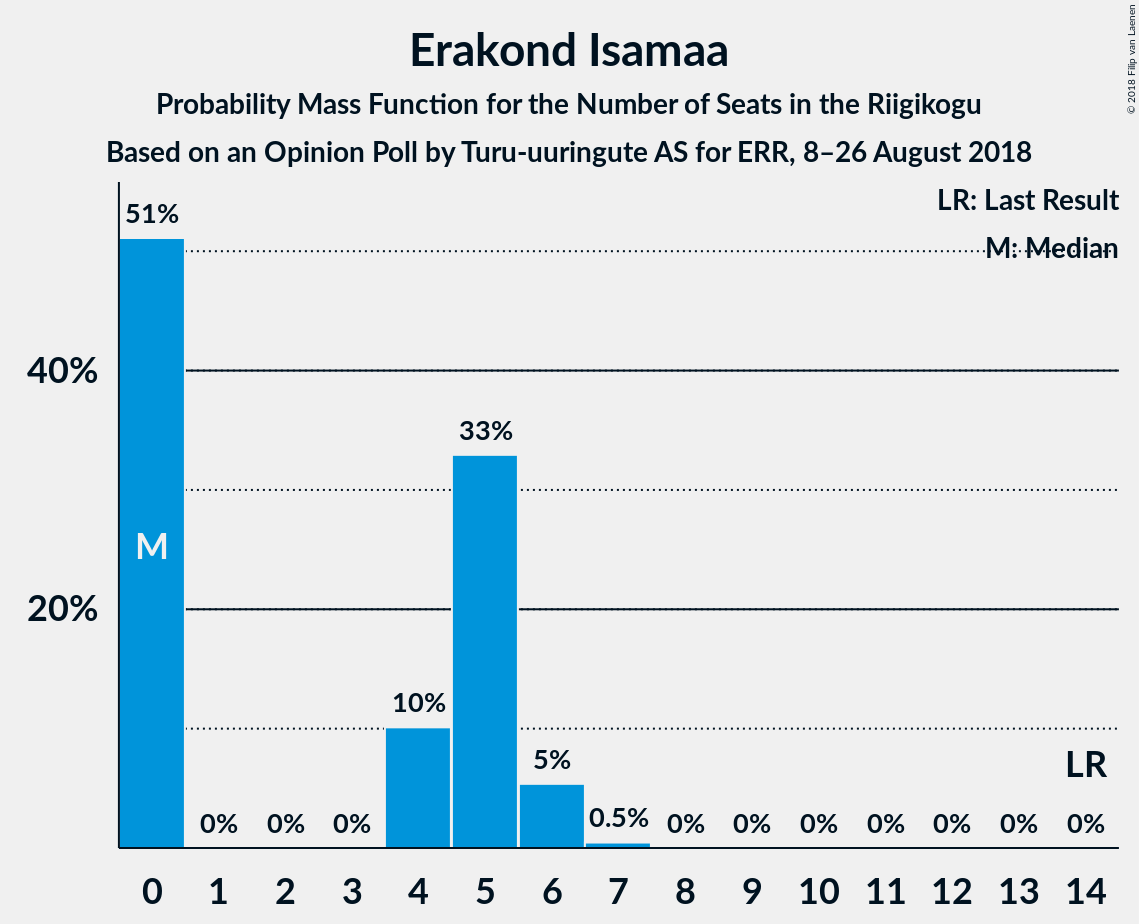 Erakond Isamaa
Probability Mass Function for the Number of Seats in the Riigikogu
Based on an Opinion Poll by Turu-uuringute AS for ERR, 8–26 August 2018
© 2018 Filip van Laenen
LR: Last Result
M: Median
51%
40%
33%
M
20%
10%
LR
5%
0% 0% 0% 0.5% 0% 0% 0% 0% 0% 0% 0%
0 1 2 3 4 5 6 7 8 9 10 11 12 13 14